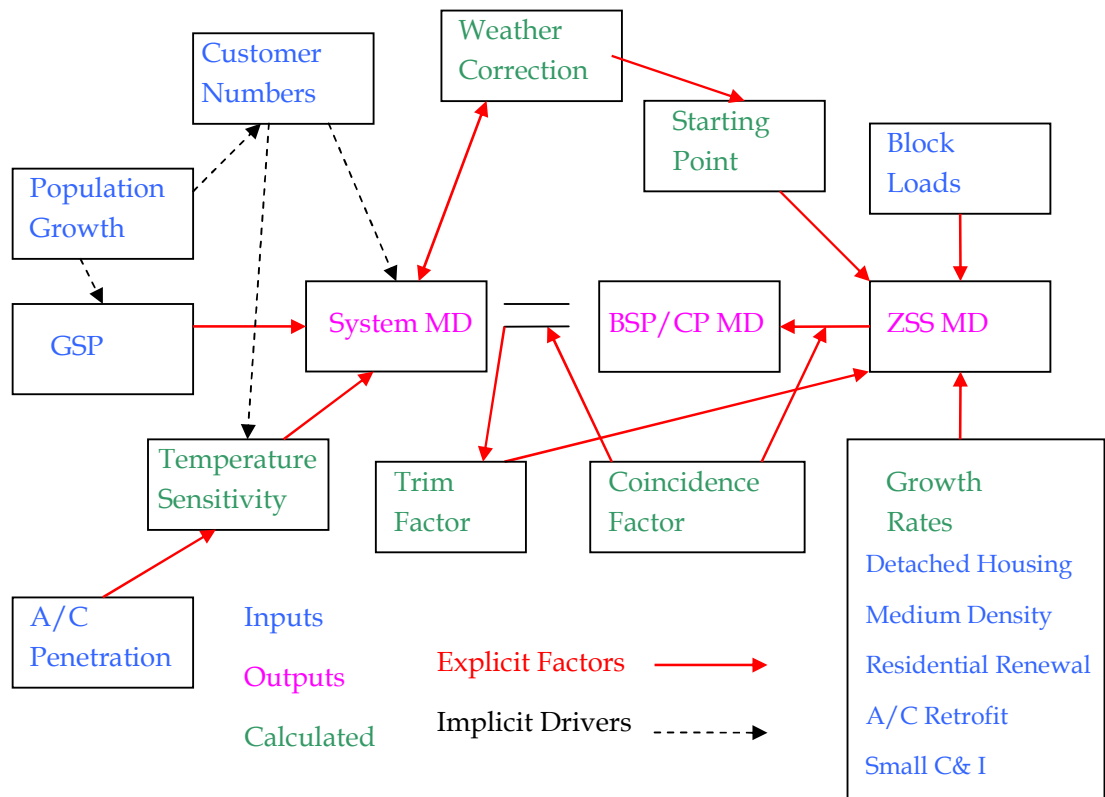 Weather
Correction
Customer
Numbers
Starting
Point
Block
Loads
Population
Growth
GSP
System MD
BSP/CP MD
ZSS MD
Temperature
Sensitivity
Trim
Factor
Coincidence
Factor
Growth
Rates
Detached Housing
Medium Density
Residential Renewal
A/C Retrofit
Small C& I
A/C
Penetration
Inputs
Outputs
Calculated
Explicit Factors
Implicit Drivers